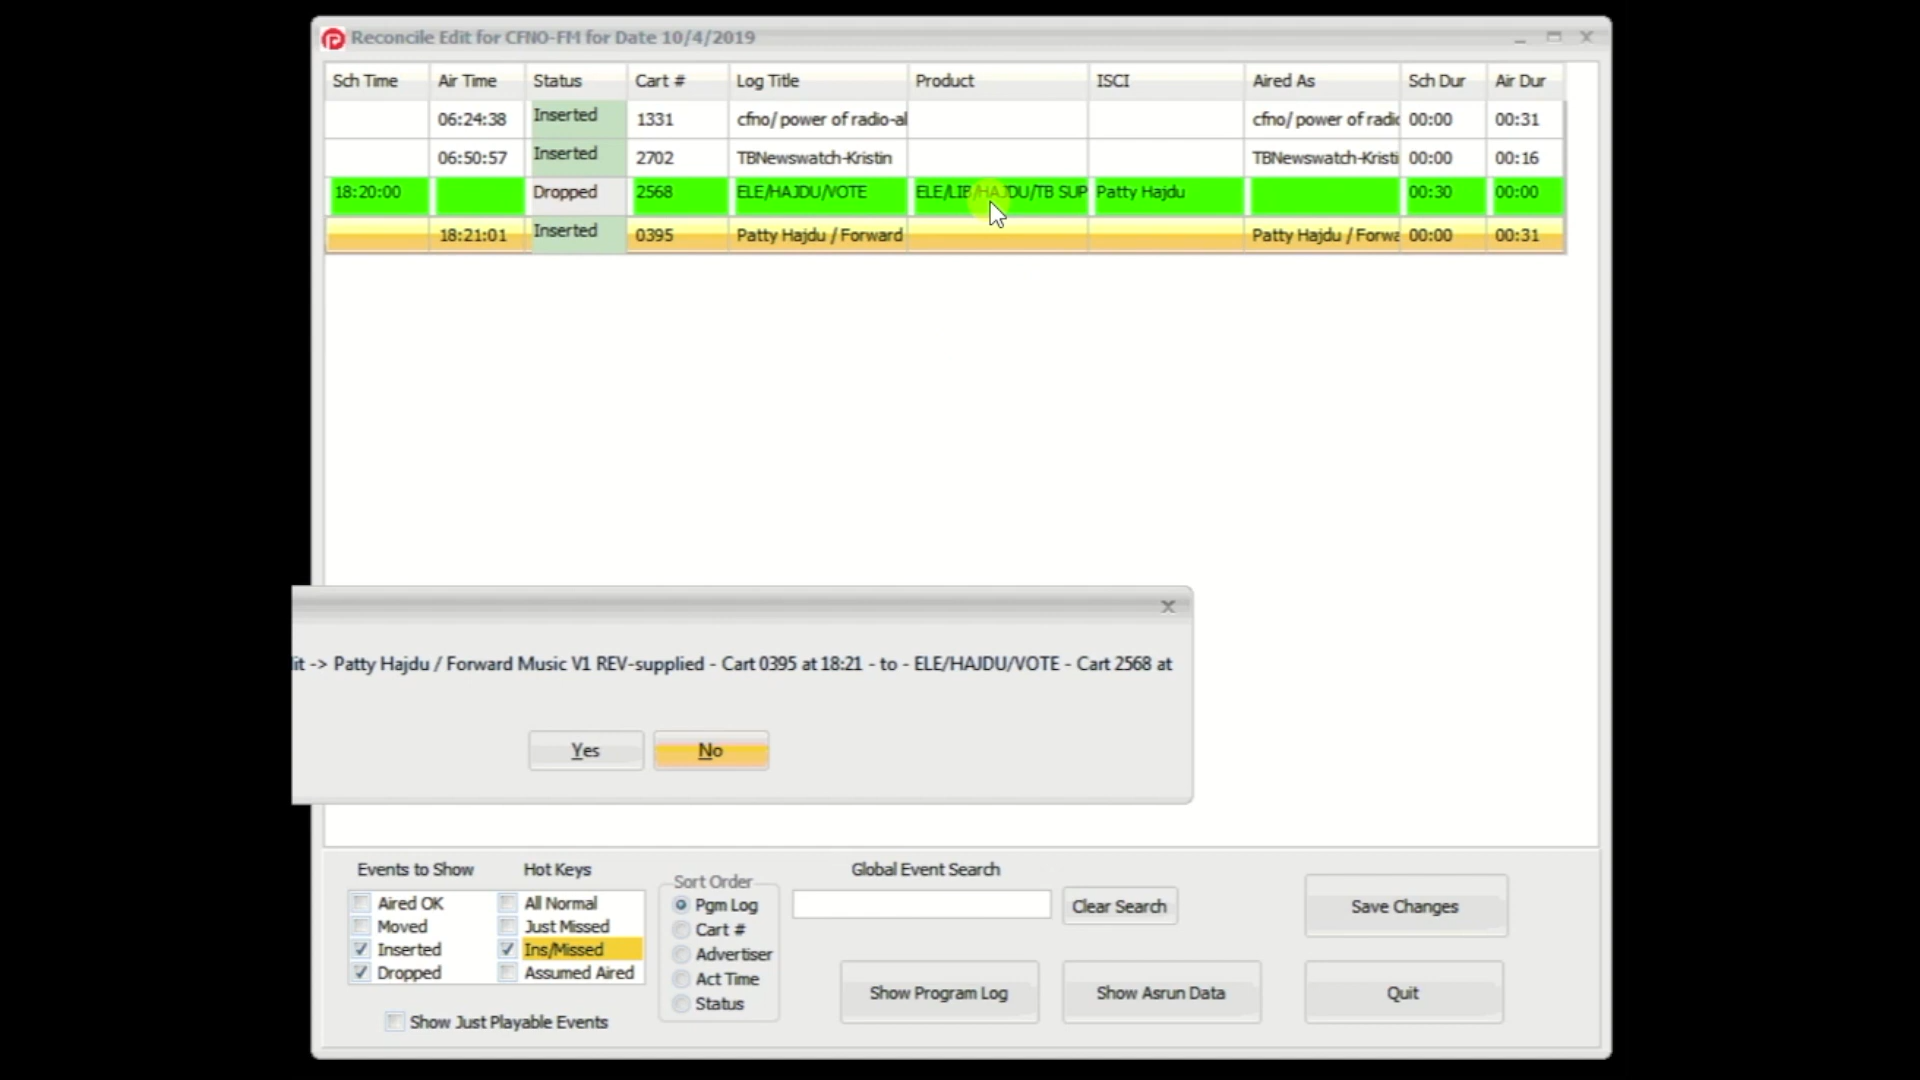 Reconcile Edit for CFNO-FM for Date 10/4/2019
Sch Time Air Time Status Cart # Log Title Product ISCI Aired As Sch Dur Air Dur
06:24:38 Inserted 1331 cfno/ power of radio-al cfno/ power of radic 00:00 00:31
06:50:57 Inserted 2702 TBNewswatch-Kristin TBNewswatch-Kristi 00:00 00:16
18:20:00 Dropped 2568 ELE/HAJDU/VOTE ELE/LIB/HAJDU/TB SUP Patty Hajdu 00:30 00:00
18:21:01 Inserted 0395 Patty Hajdu / Forward Patty Hajdu / Forwa 00:00 00:31
lit -> Patty Hajdu / Forward Music V1 REV-supplied - Cart 0395 at 18:21 - to - ELE/HAJDU/VOTE - Cart 2568 at
Yes No
Events to Show
Aired OK
Moved
Inserted
Dropped
Show Just Playable Events
Hot Keys
All Normal
Just Missed
Ins/Missed
Assumed Aired
Sort Order
Pgm Log
Cart #
Advertiser
Act Time
Status
Global Event Search
Clear Search
Show Program Log
Show Asrun Data
Save Changes
Quit